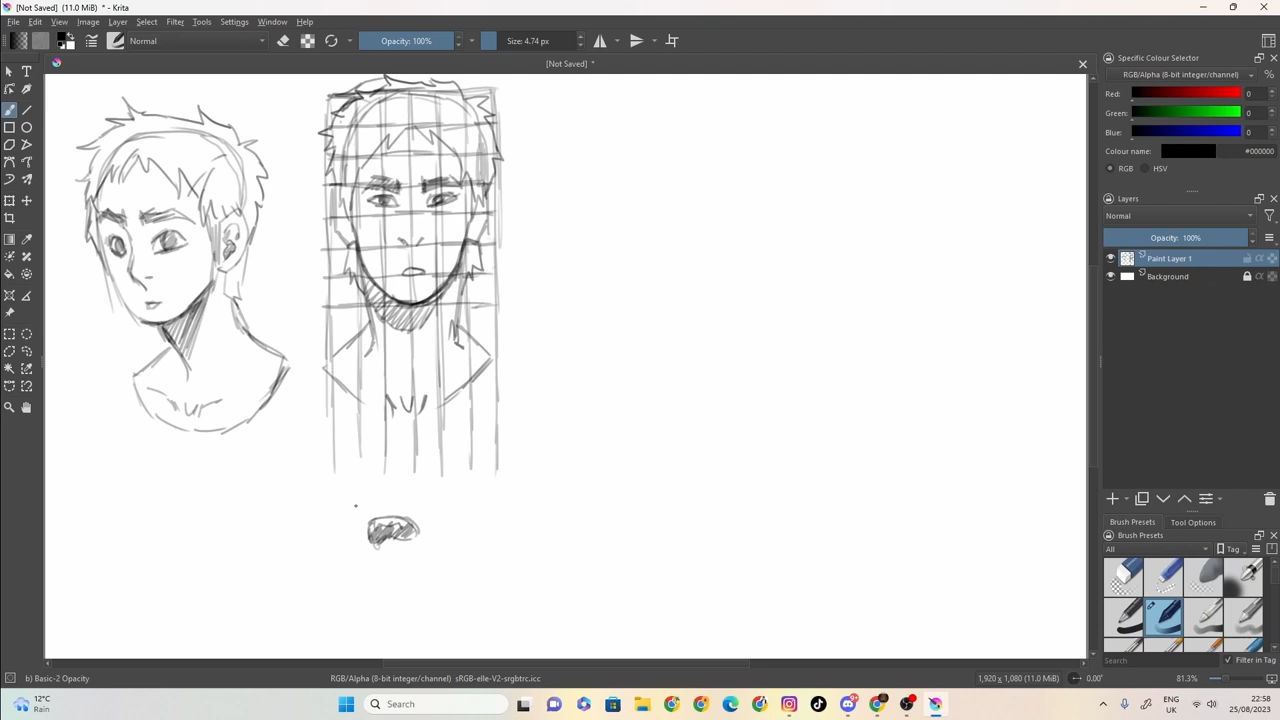 [Not Saved] (11.0 MiB) * - Krita
File Edit View Image Layer Select Filter Tools Settings Window Help
Normal
Opacity: 100%
Size: 4.74 px
[Not Saved] *
Specific Colour Selector
RGB/Alpha (8-bit integer/channel)
%
Red: 0
Green: 0
Blue: 0
Colour name: #000000
RGB HSV
Layers
Normal
Opacity: 100%
Paint Layer 1
Background
Brush Presets Tool Options
Brush Presets
All Tag
Search Filter in Tag
b) Basic-2 Opacity
RGB/Alpha (8-bit integer/channel) sRGB-elle-V2-srgbtrc.icc
1,920 x 1,080 (11.0 MiB)
0.00°
81.3%
12°C
Rain
Search
ENG
UK
22:58
25/08/2023